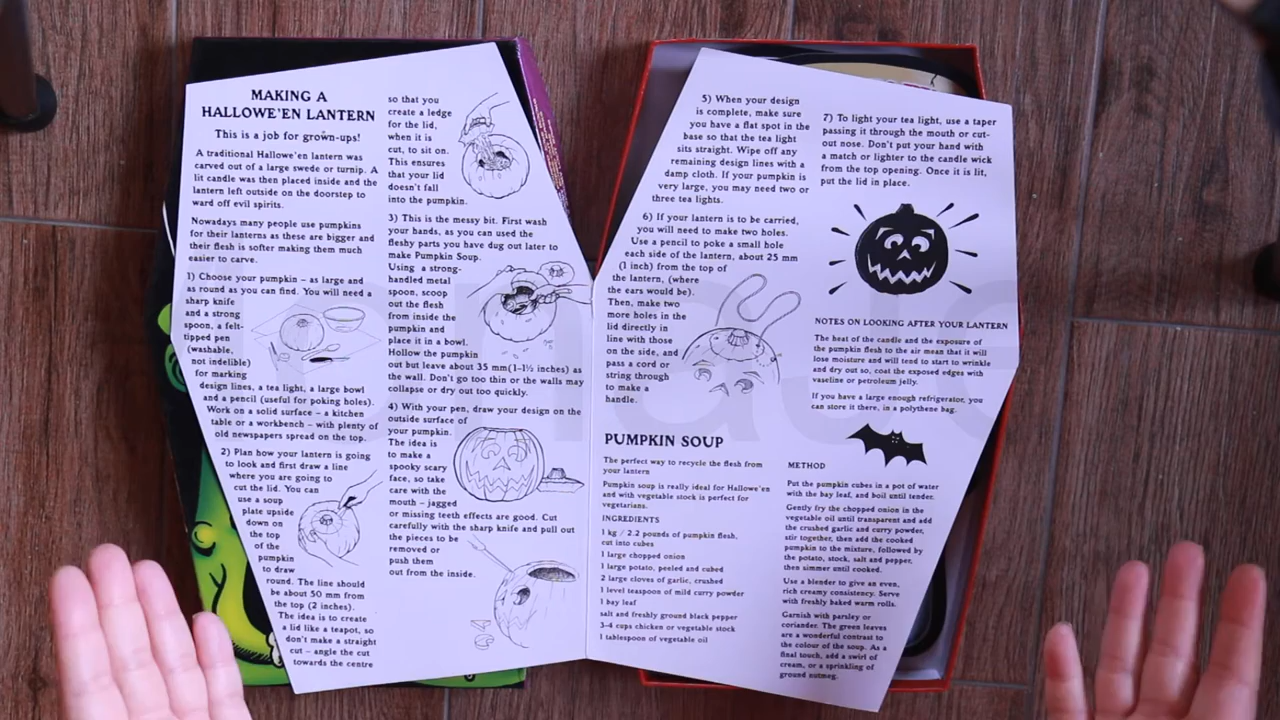 MAKING A
HALLOWE'EN LANTERN
This is a job for grown-ups!
A traditional Hallowe'en lantern was
carved out of a large swede or turnip. A
lit candle was then placed inside and the
lantern left outside on the doorstep to
ward off evil spirits.
Nowadays many people use pumpkins
for their lanterns as these are bigger and
their flesh is softer making them much
easier to carve.
1) Choose your pumpkin – as large and
as round as you can find. You will need a
sharp knife
and a strong
spoon, a felt-
tipped pen
(washable,
not indelible)
for marking
design lines, a tea light, a large bowl
and a pencil (useful for poking holes).
Work on a solid surface – a kitchen
table or a workbench – with plenty of
old newspapers spread on the top.
2) Plan how your lantern is going
to look and first draw a line
where you are going to
cut the lid. You can
use a soup
plate upside
down on
the top
of the
pumpkin
to draw
round. The line should
be about 50 mm from
the top (2 inches).
The idea is to create
a lid like a teapot, so
don't make a straight
cut – angle the cut
towards the centre
so that you
create a ledge
for the lid,
when it is
cut, to sit on.
This ensures
that your lid
doesn't fall
into the pumpkin.
3) This is the messy bit. First wash
your hands, as you can used the
fleshy parts you have dug out later to
make Pumpkin Soup.
Using a strong-
handled metal
spoon, scoop
out the flesh
from inside the
pumpkin and
place it in a bowl.
Hollow the pumpkin
out but leave about 35 mm(1-1½ inches) as
the wall. Don't go too thin or the walls may
collapse or dry out too quickly.
4) With your pen, draw your design on the
outside surface of
your pumpkin.
The idea is
to make a
spooky scary
face, so take
care with the
mouth – jagged
or missing teeth effects are good. Cut
carefully with the sharp knife and pull out
the pieces to be
removed or
push them
out from the inside.
5) When your design
is complete, make sure
you have a flat spot in the
base so that the tea light
sits straight. Wipe off any
remaining design lines with a
damp cloth. If your pumpkin is
very large, you may need two or
three tea lights.
6) If your lantern is to be carried,
you will need to make two holes.
Use a pencil to poke a small hole
each side of the lantern, about 25 mm
(1 inch) from the top of
the lantern, (where
the ears would be).
Then, make two
more holes in the
lid directly in
line with those
on the side, and
pass a cord or
string through
to make a
handle.
7) To light your tea light, use a taper
passing it through the mouth or cut-
out nose. Don't put your hand with
a match or lighter to the candle wick
from the top opening. Once it is lit,
put the lid in place.
NOTES ON LOOKING AFTER YOUR LANTERN
The heat of the candle and the exposure of
the pumpkin flesh to the air mean that it will
lose moisture and will tend to start to wrinkle
and dry out so, coat the exposed edges with
vaseline or petroleum jelly.
If you have a large enough refrigerator, you
can store it there, in a polythene bag.
PUMPKIN SOUP
The perfect way to recycle the flesh from
your lantern
Pumpkin soup is really ideal for Hallowe'en
and with vegetable stock is perfect for
vegetarians.
INGREDIENTS
1 kg / 2.2 pounds of pumpkin flesh,
cut into cubes
1 large chopped onion
1 large potato, peeled and cubed
2 large cloves of garlic, crushed
1 level teaspoon of mild curry powder
1 bay leaf
salt and freshly ground black pepper
3-4 cups chicken or vegetable stock
1 tablespoon of vegetable oil
METHOD
Put the pumpkin cubes in a pot of water
with the bay leaf, and boil until tender.
Gently fry the chopped onion in the
vegetable oil until transparent and add
the crushed garlic and curry powder,
stir together, then add the cooked
pumpkin to the mixture, followed by
the potato, stock, salt and pepper,
then simmer until cooked.
Use a blender to give an even,
rich creamy consistency. Serve
with freshly baked warm rolls.
Garnish with parsley or
coriander. The green leaves
are a wonderful contrast to
the colour of the soup. As a
final touch, add a swirl of
cream, or a sprinkling of
ground nutmeg.